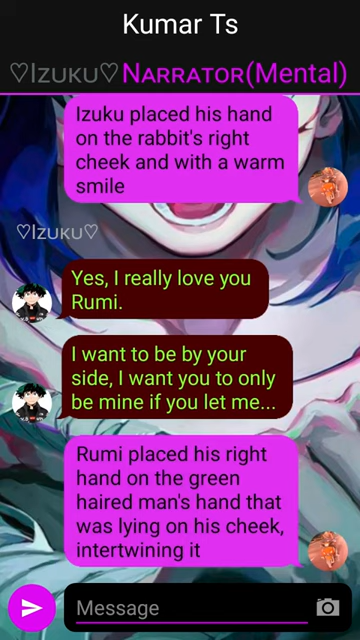 Kumar Ts
♡Izuku♡ Narrator(Mental)
Izuku placed his hand
on the rabbit's right
cheek and with a warm
smile
♡Izuku♡
Yes, I really love you
Rumi.
I want to be by your
side, I want you to only
be mine if you let me...
Rumi placed his right
hand on the green
haired man's hand that
was lying on his cheek,
intertwining it
Message